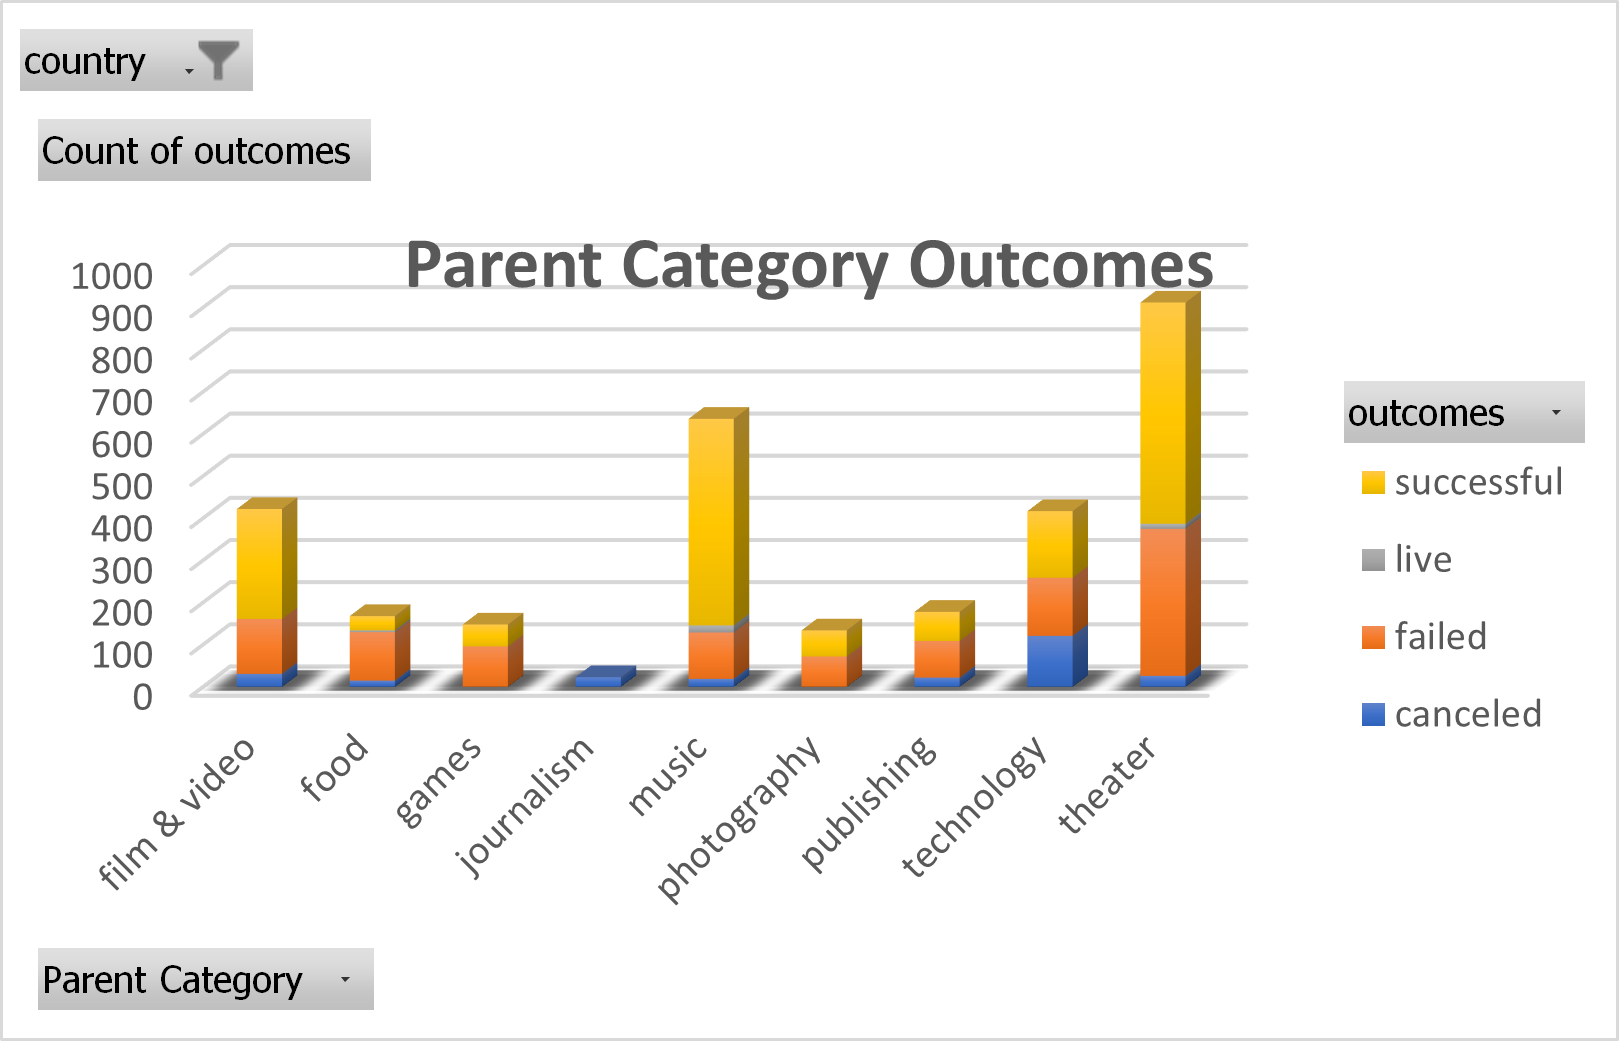 country
Count of outcomes
Parent Category Outcomes
1000
900
800
700
600
500
400
300
200
100
0
film & video
food
games
journalism
music
photography
publishing
technology
theater
outcomes
successful
live
failed
canceled
Parent Category